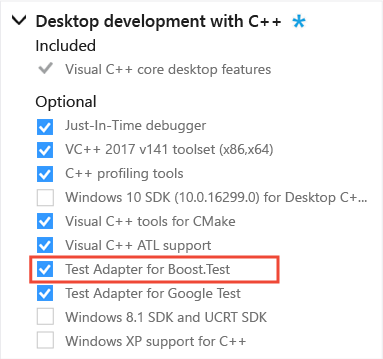 Desktop development with C++ *
Included
Visual C++ core desktop features
Optional
Just-In-Time debugger
VC++ 2017 v141 toolset (x86,x64)
C++ profiling tools
Windows 10 SDK (10.0.16299.0) for Desktop C+...
Visual C++ tools for CMake
Visual C++ ATL support
Test Adapter for Boost.Test
Test Adapter for Google Test
Windows 8.1 SDK and UCRT SDK
Windows XP support for C++